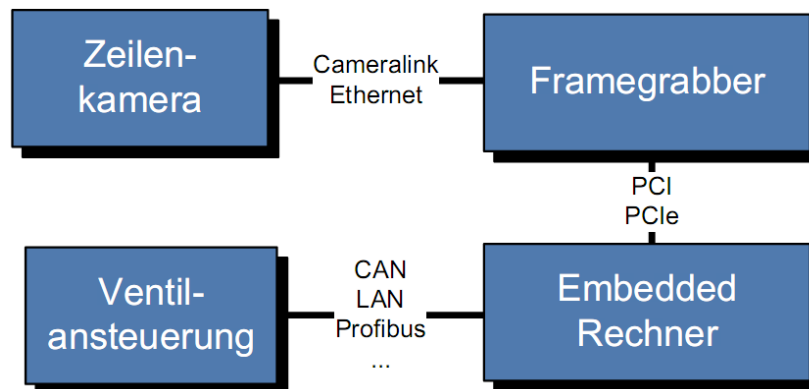 Zeilen-
kamera
Cameralink
Ethernet
Framegrabber
PCI
PCIe
Ventil-
ansteuerung
CAN
LAN
Profibus
...
Embedded
Rechner